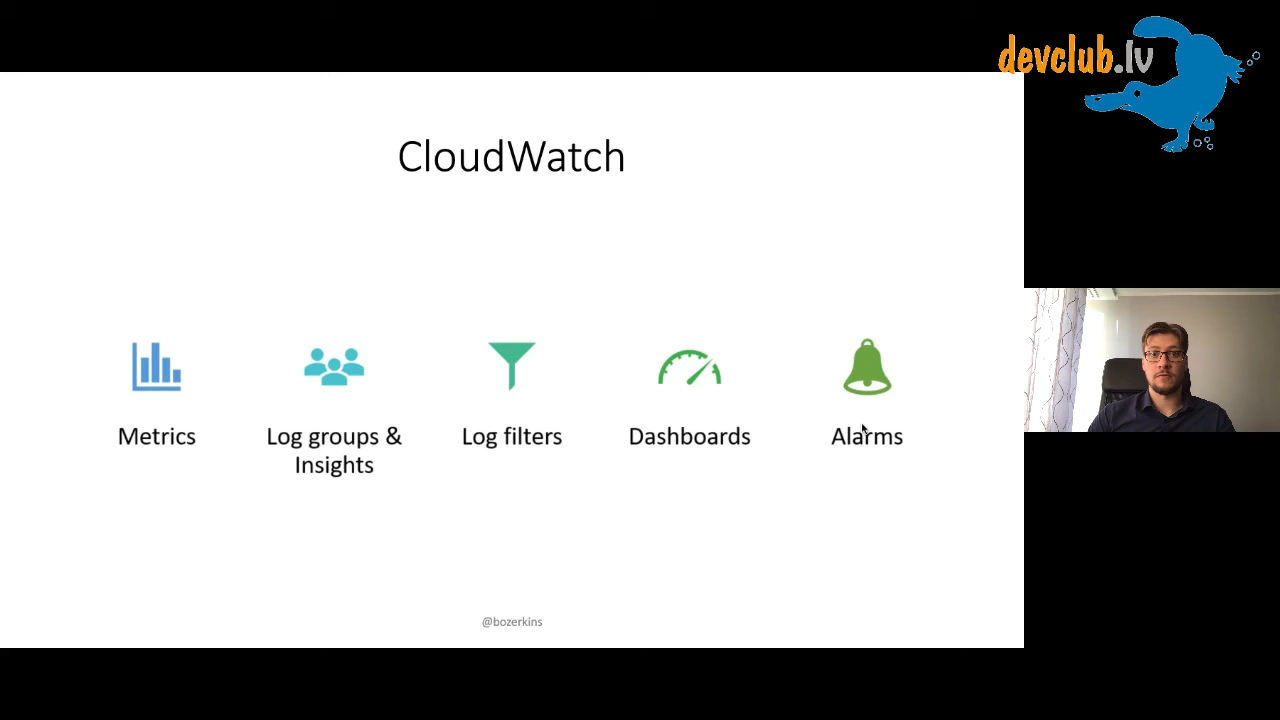 devclub.lv
CloudWatch
Metrics
Log groups &
Insights
Log filters
Dashboards
Alarms
@bozerkins